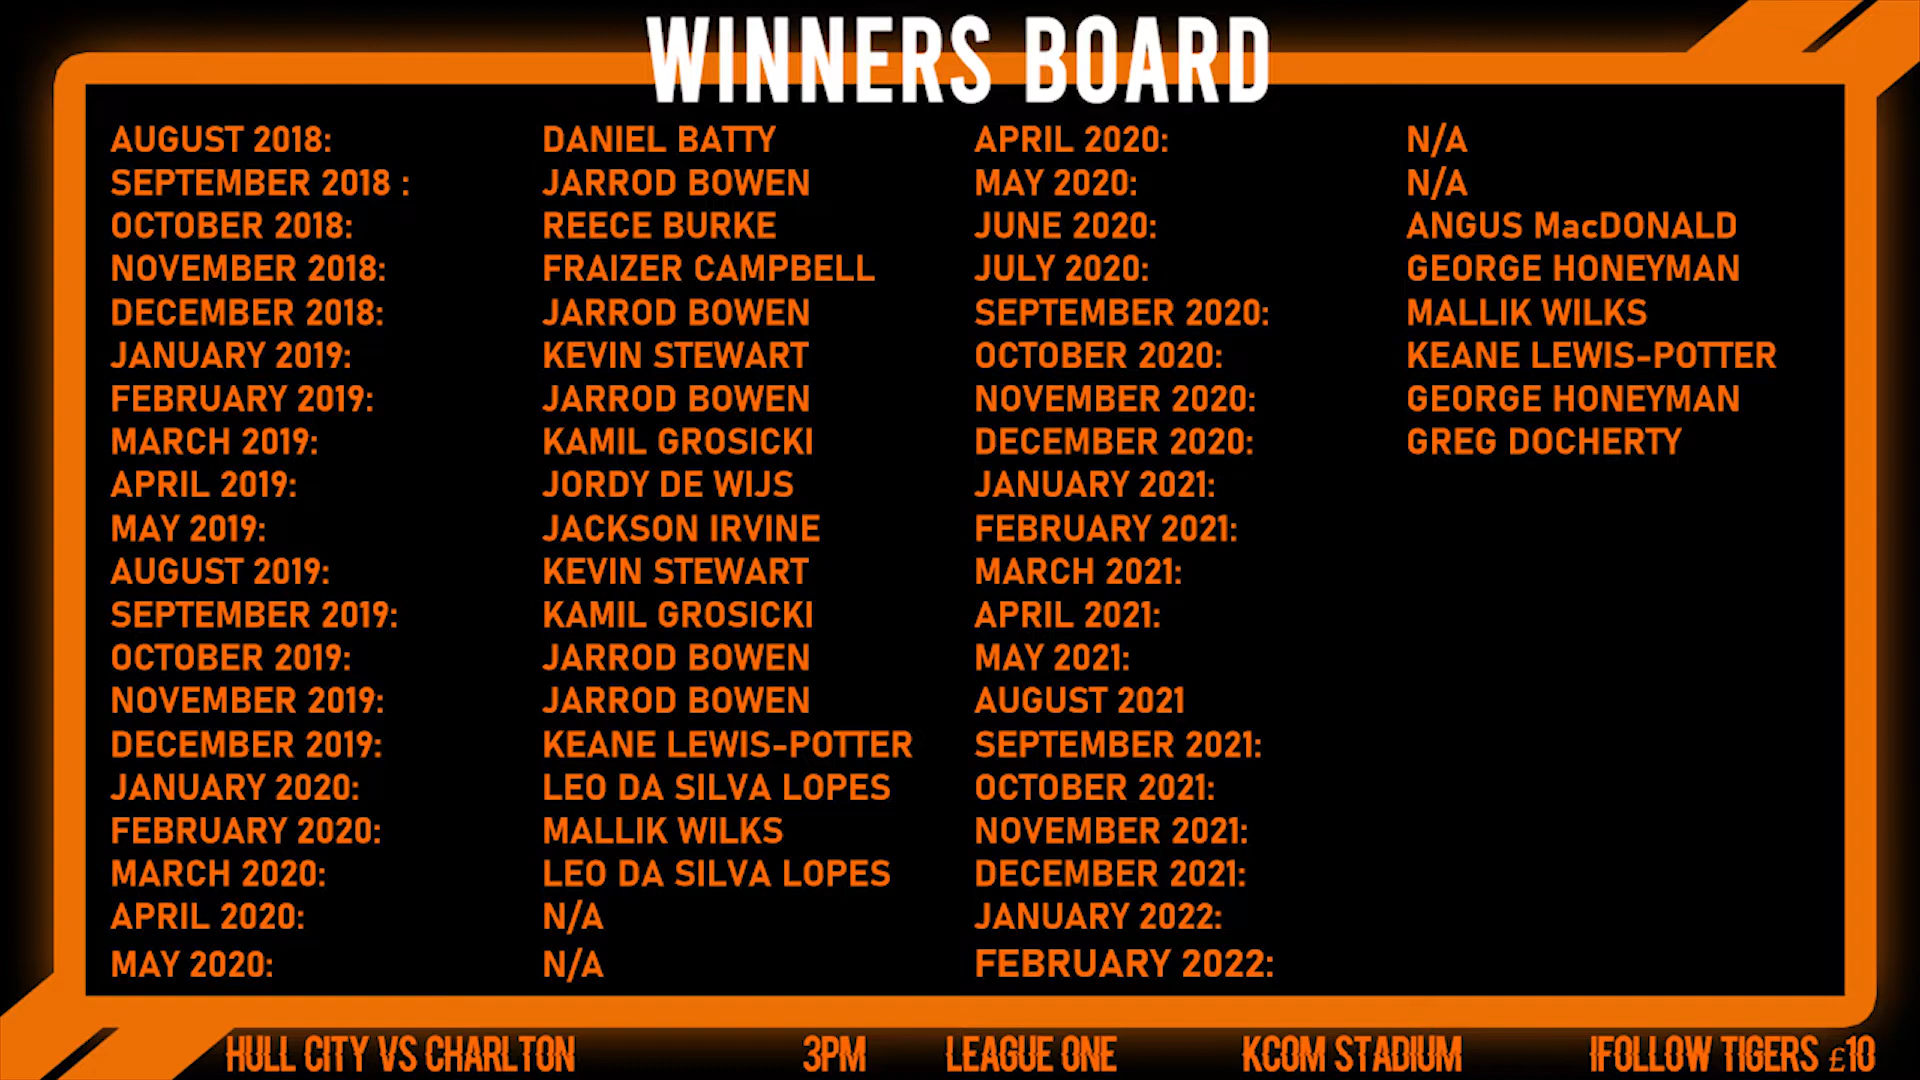 WINNERS BOARD
AUGUST 2018: DANIEL BATTY APRIL 2020: N/A
SEPTEMBER 2018 : JARROD BOWEN MAY 2020: N/A
OCTOBER 2018: REECE BURKE JUNE 2020: ANGUS MacDONALD
NOVEMBER 2018: FRAIZER CAMPBELL JULY 2020: GEORGE HONEYMAN
DECEMBER 2018: JARROD BOWEN SEPTEMBER 2020: MALLIK WILKS
JANUARY 2019: KEVIN STEWART OCTOBER 2020: KEANE LEWIS-POTTER
FEBRUARY 2019: JARROD BOWEN NOVEMBER 2020: GEORGE HONEYMAN
MARCH 2019: KAMIL GROSICKI DECEMBER 2020: GREG DOCHERTY
APRIL 2019: JORDY DE WIJS JANUARY 2021:
MAY 2019: JACKSON IRVINE FEBRUARY 2021:
AUGUST 2019: KEVIN STEWART MARCH 2021:
SEPTEMBER 2019: KAMIL GROSICKI APRIL 2021:
OCTOBER 2019: JARROD BOWEN MAY 2021:
NOVEMBER 2019: JARROD BOWEN AUGUST 2021
DECEMBER 2019: KEANE LEWIS-POTTER SEPTEMBER 2021:
JANUARY 2020: LEO DA SILVA LOPES OCTOBER 2021:
FEBRUARY 2020: MALLIK WILKS NOVEMBER 2021:
MARCH 2020: LEO DA SILVA LOPES DECEMBER 2021:
APRIL 2020: N/A JANUARY 2022:
MAY 2020: N/A FEBRUARY 2022:
HULL CITY VS CHARLTON 3PM LEAGUE ONE KCOM STADIUM IFOLLOW TIGERS £10